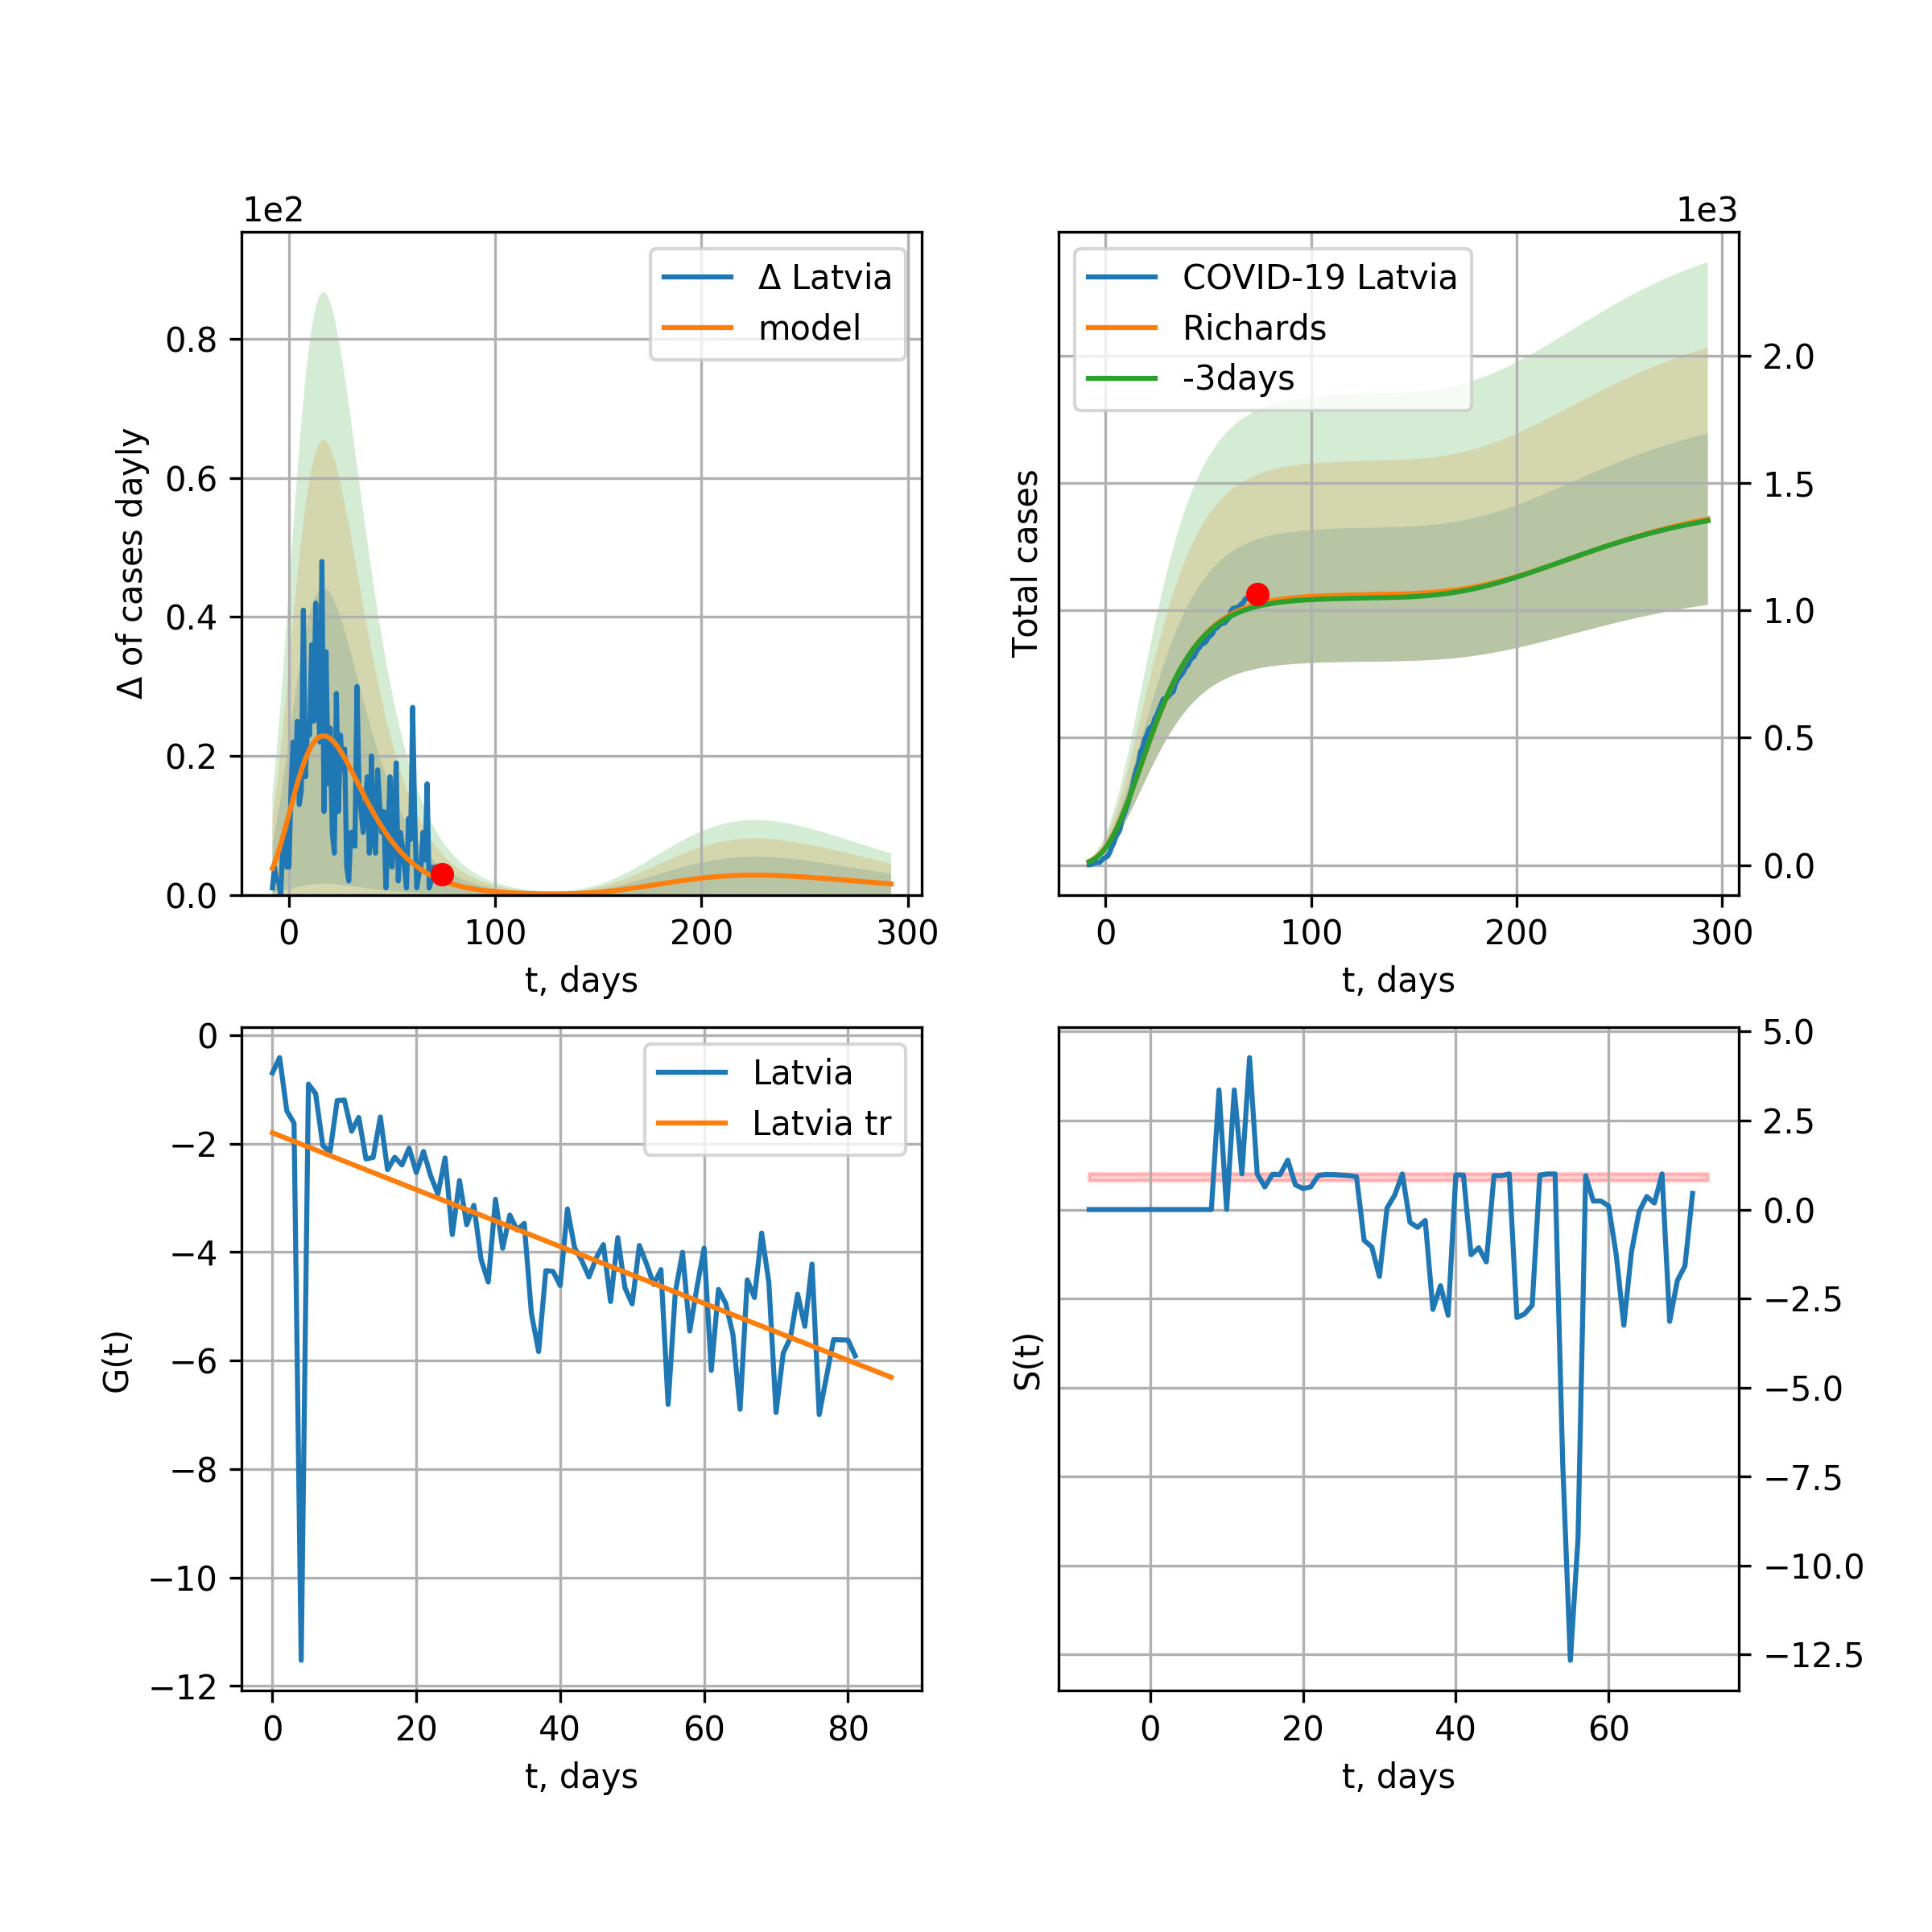 1e2
Δ Latvia
model
0.8
0.6
0.4
0.2
0.0
Δ of cases dayly
0 100 200 300
t, days
1e3
COVID-19 Latvia
Richards
-3days
2.0
1.5
1.0
0.5
0.0
Total cases
0 100 200 300
t, days
Latvia
Latvia tr
0
−2
−4
−6
−8
−10
−12
G(t)
0 20 40 60 80
t, days
5.0
2.5
0.0
−2.5
−5.0
−7.5
−10.0
−12.5
S(t)
0 20 40 60
t, days